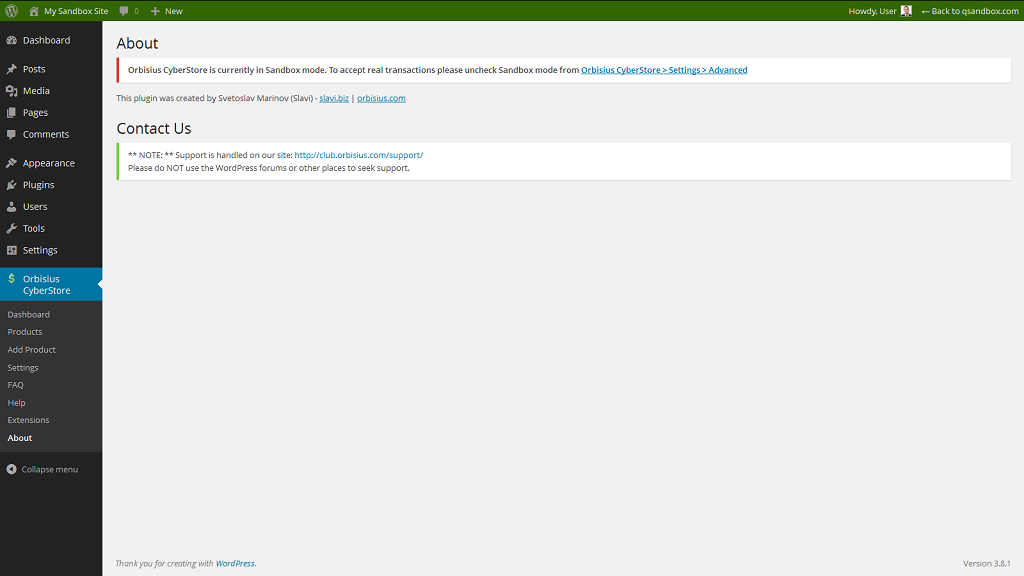 My Sandbox Site
0
New
Howdy, User
← Back to qsandbox.com
Dashboard
Posts
Media
Pages
Comments
Appearance
Plugins
Users
Tools
Settings
$
Orbisius
CyberStore
Dashboard
Products
Add Product
Settings
FAQ
Help
Extensions
About
Collapse menu
About
Orbisius CyberStore is currently in Sandbox mode. To accept real transactions please uncheck Sandbox mode from Orbisius CyberStore > Settings > Advanced
This plugin was created by Svetoslav Marinov (Slavi) - slavi.biz | orbisius.com
Contact Us
** NOTE: ** Support is handled on our site: http://club.orbisius.com/support/
Please do NOT use the WordPress forums or other places to seek support.
Thank you for creating with WordPress.
Version 3.8.1